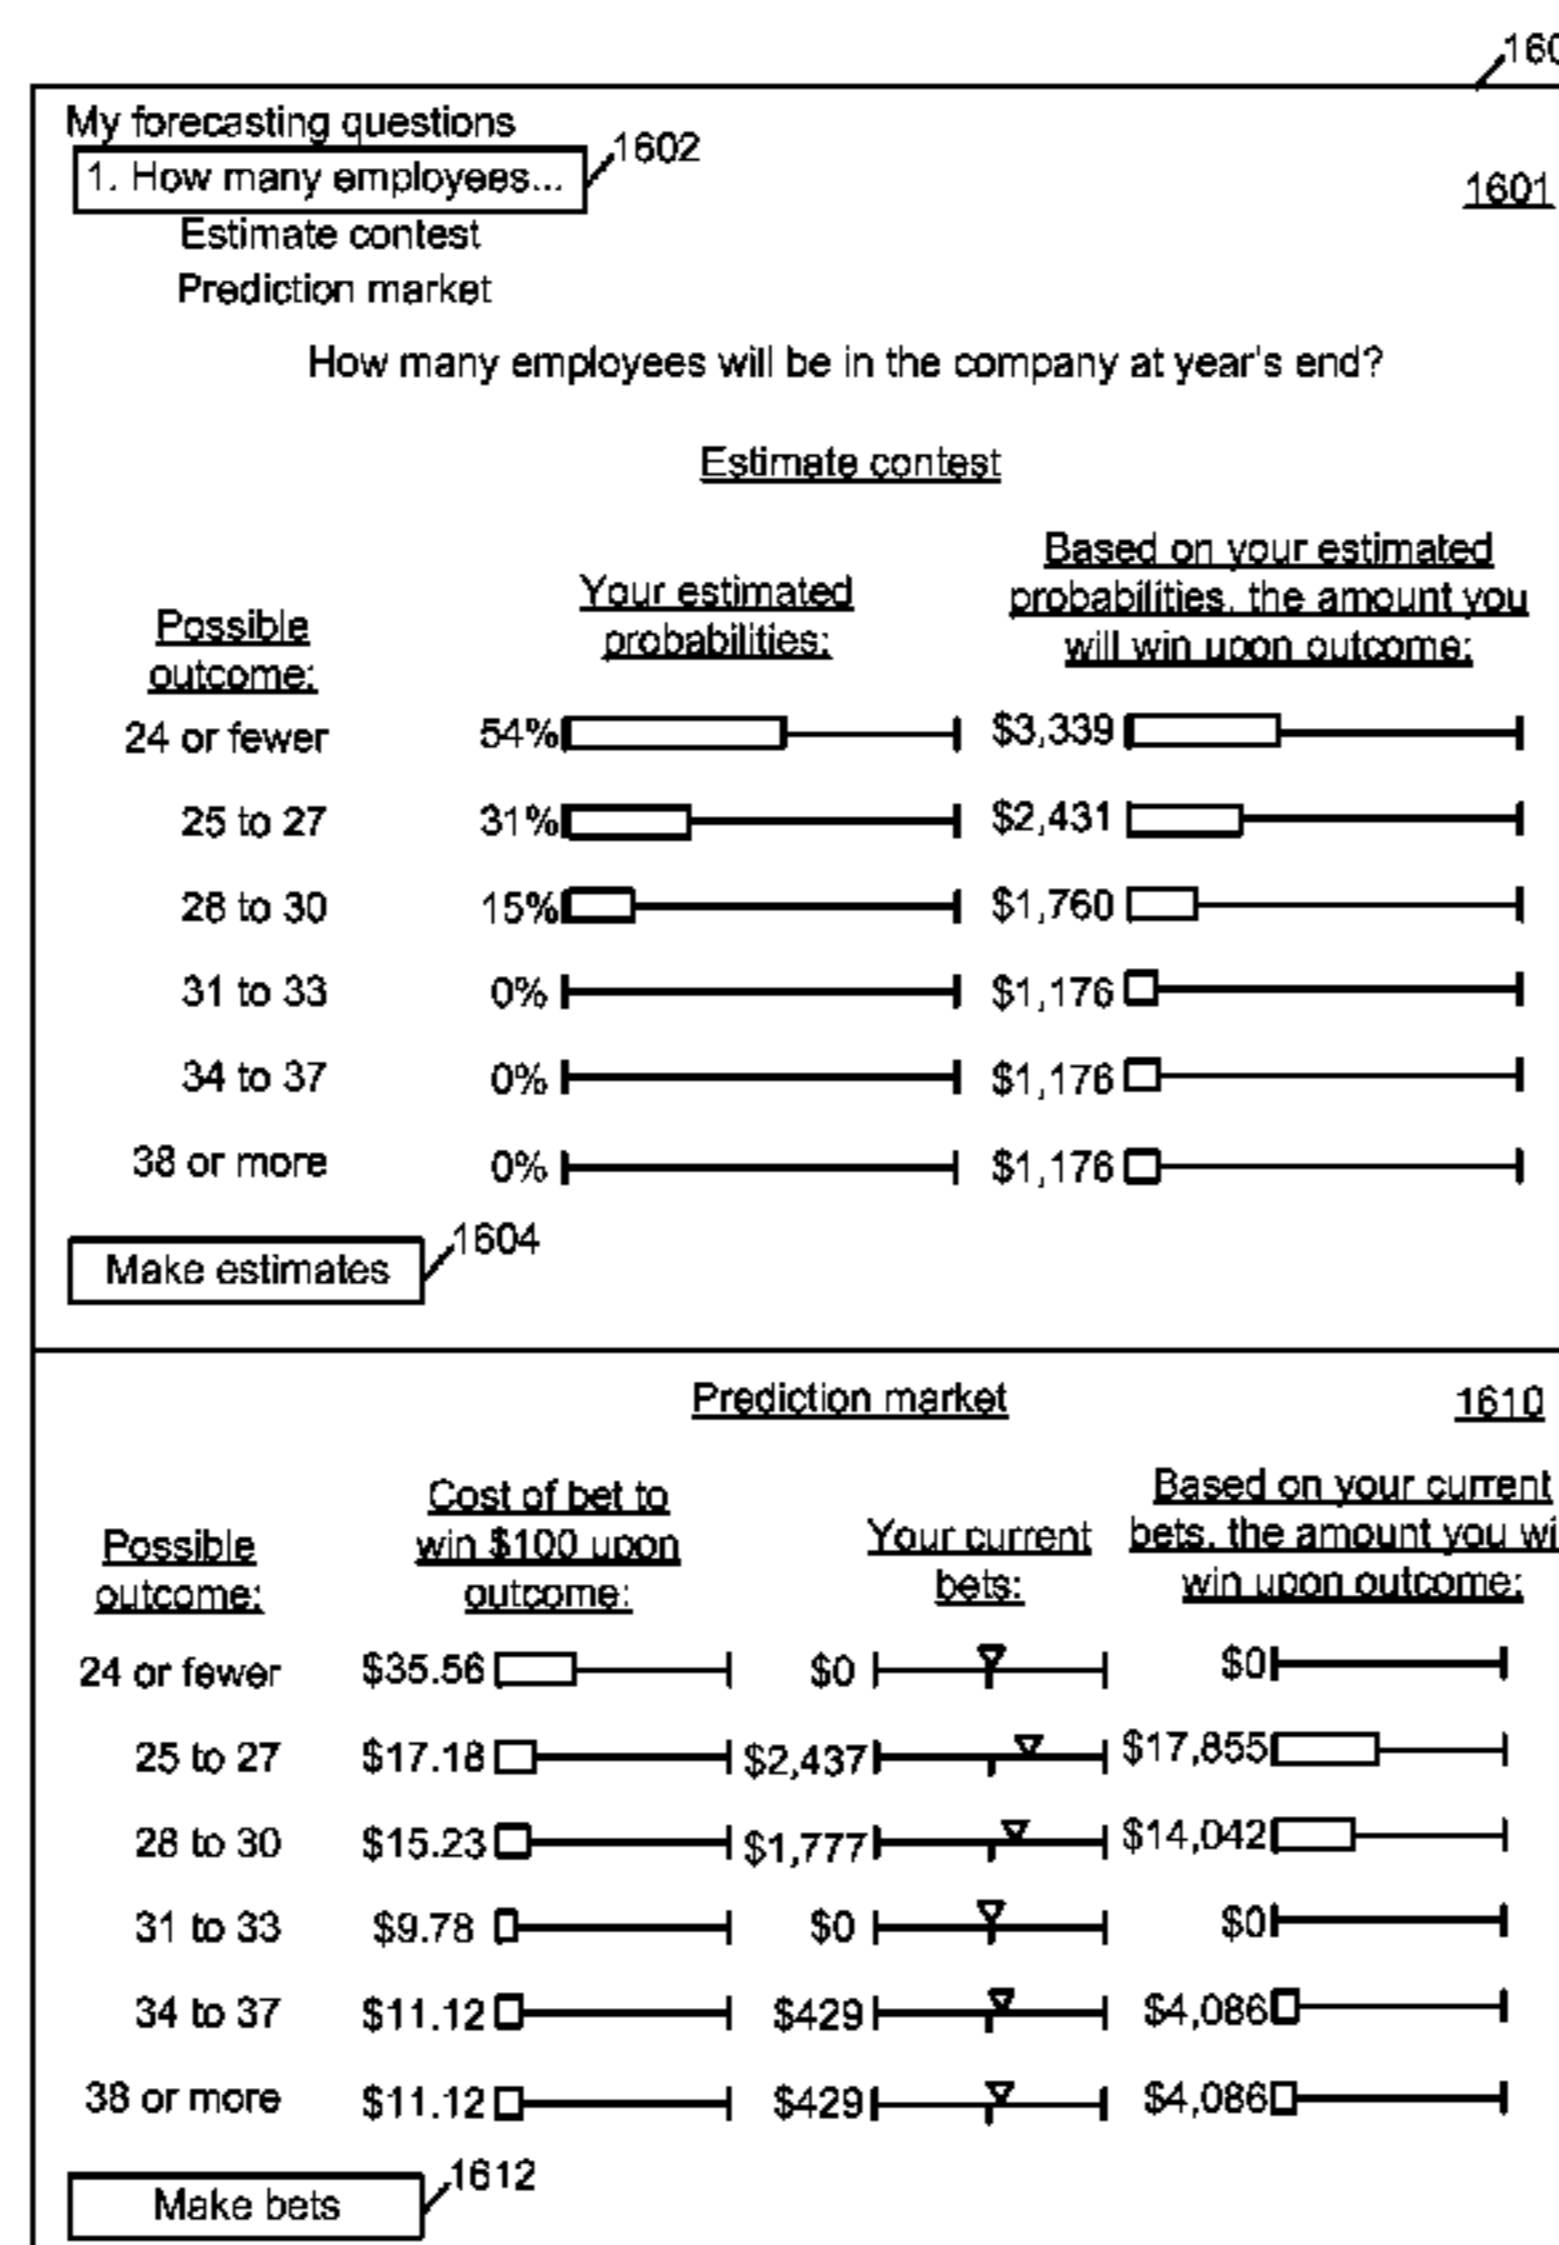 160
My forecasting questions
1. How many employees...
1602
1601
Estimate contest
Prediction market
How many employees will be in the company at year's end?
Estimate contest
Possible outcome:
Your estimated probabilities:
Based on your estimated probabilities, the amount you will win upon outcome:
24 or fewer 54% $3,339
25 to 27 31% $2,431
28 to 30 15% $1,760
31 to 33 0% $1,176
34 to 37 0% $1,176
38 or more 0% $1,176
Make estimates
1604
Prediction market
1610
Possible outcome:
Cost of bet to win $100 upon outcome:
Your current bets:
Based on your current bets, the amount you wi win upon outcome:
24 or fewer $35.56 $0 $0
25 to 27 $17.18 $2,437 $17,855
28 to 30 $15.23 $1,777 $14,042
31 to 33 $9.78 $0 $0
34 to 37 $11.12 $429 $4,086
38 or more $11.12 $429 $4,086
Make bets
1612